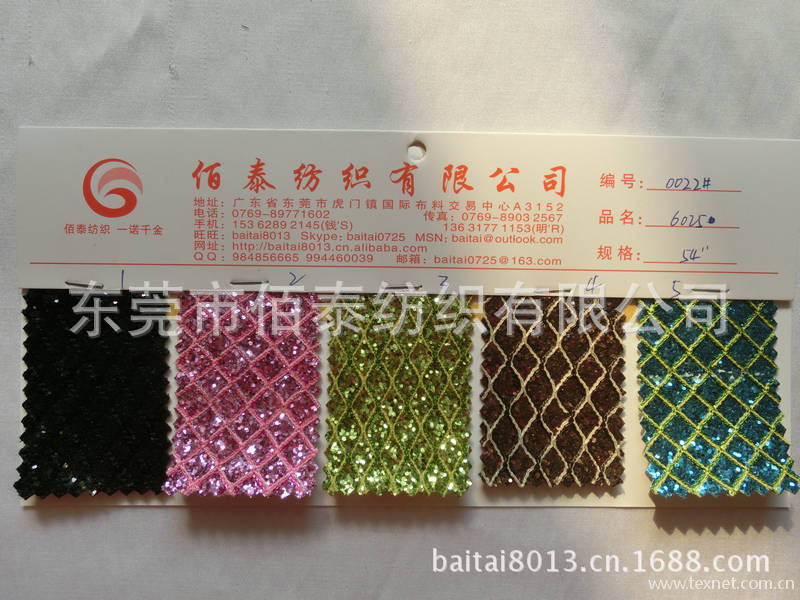 佰泰纺织有限公司
佰泰纺织 一诺千金
地址：广东省东莞市虎门镇国际布料交易中心A3152
电话：0769-89771602 传真：0769-8903 2567
手机：153 6289 2145(钱'S) 136 3177 1153(明'R)
旺旺：baitai8013 Skype：baitai0725 MSN：baitai@outlook.com
网址：http://baitai8013.cn.alibaba.com
QQ：984856665 994460039 邮箱：baitai0725@163.com
编号：0022#
品名：6025
规格：54"
1 2 3 4 5
东莞市佰泰纺织有限公司
baitai8013.cn.1688.com
www.texnet.com.cn